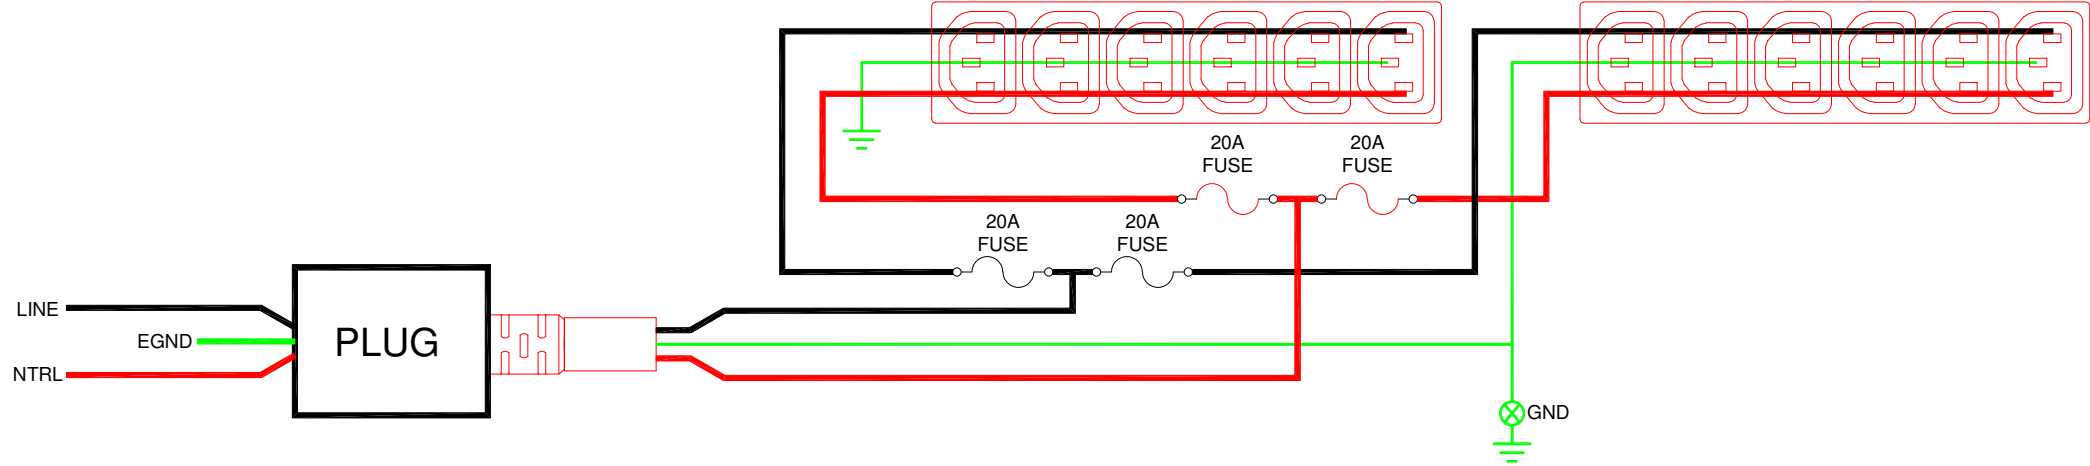 20A
FUSE
20A
FUSE
20A
FUSE
20A
FUSE
LINE
EGND
NTRL
PLUG
GND